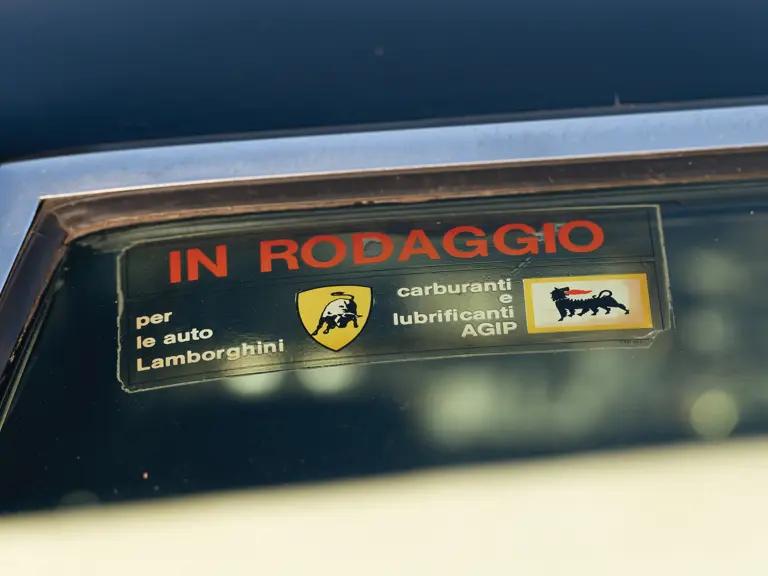 IN RODAGGIO
per
le auto
Lamborghini
carburanti
e
lubrificanti
AGIP